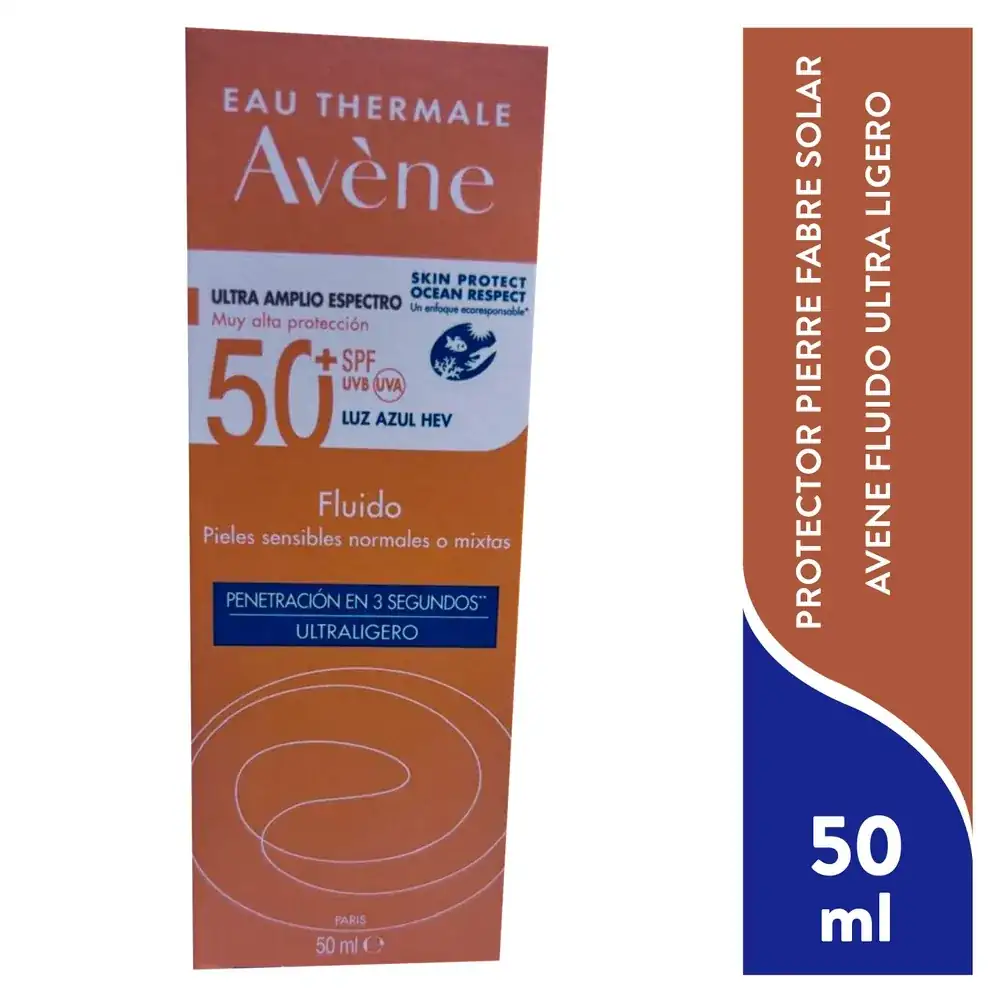 EAU THERMALE
Avène
ULTRA AMPLIO ESPECTRO
Muy alta protección
SKIN PROTECT
OCEAN RESPECT
Un enfoque ecoresponsable*
50+ SPF
UVB UVA
LUZ AZUL HEV
Fluido
Pieles sensibles normales o mixtas
PENETRACIÓN EN 3 SEGUNDOS**
ULTRALIGERO
PARIS
50 ml ℮
PROTECTOR PIERRE FABRE SOLAR
AVENE FLUIDO ULTRA LIGERO
50
ml